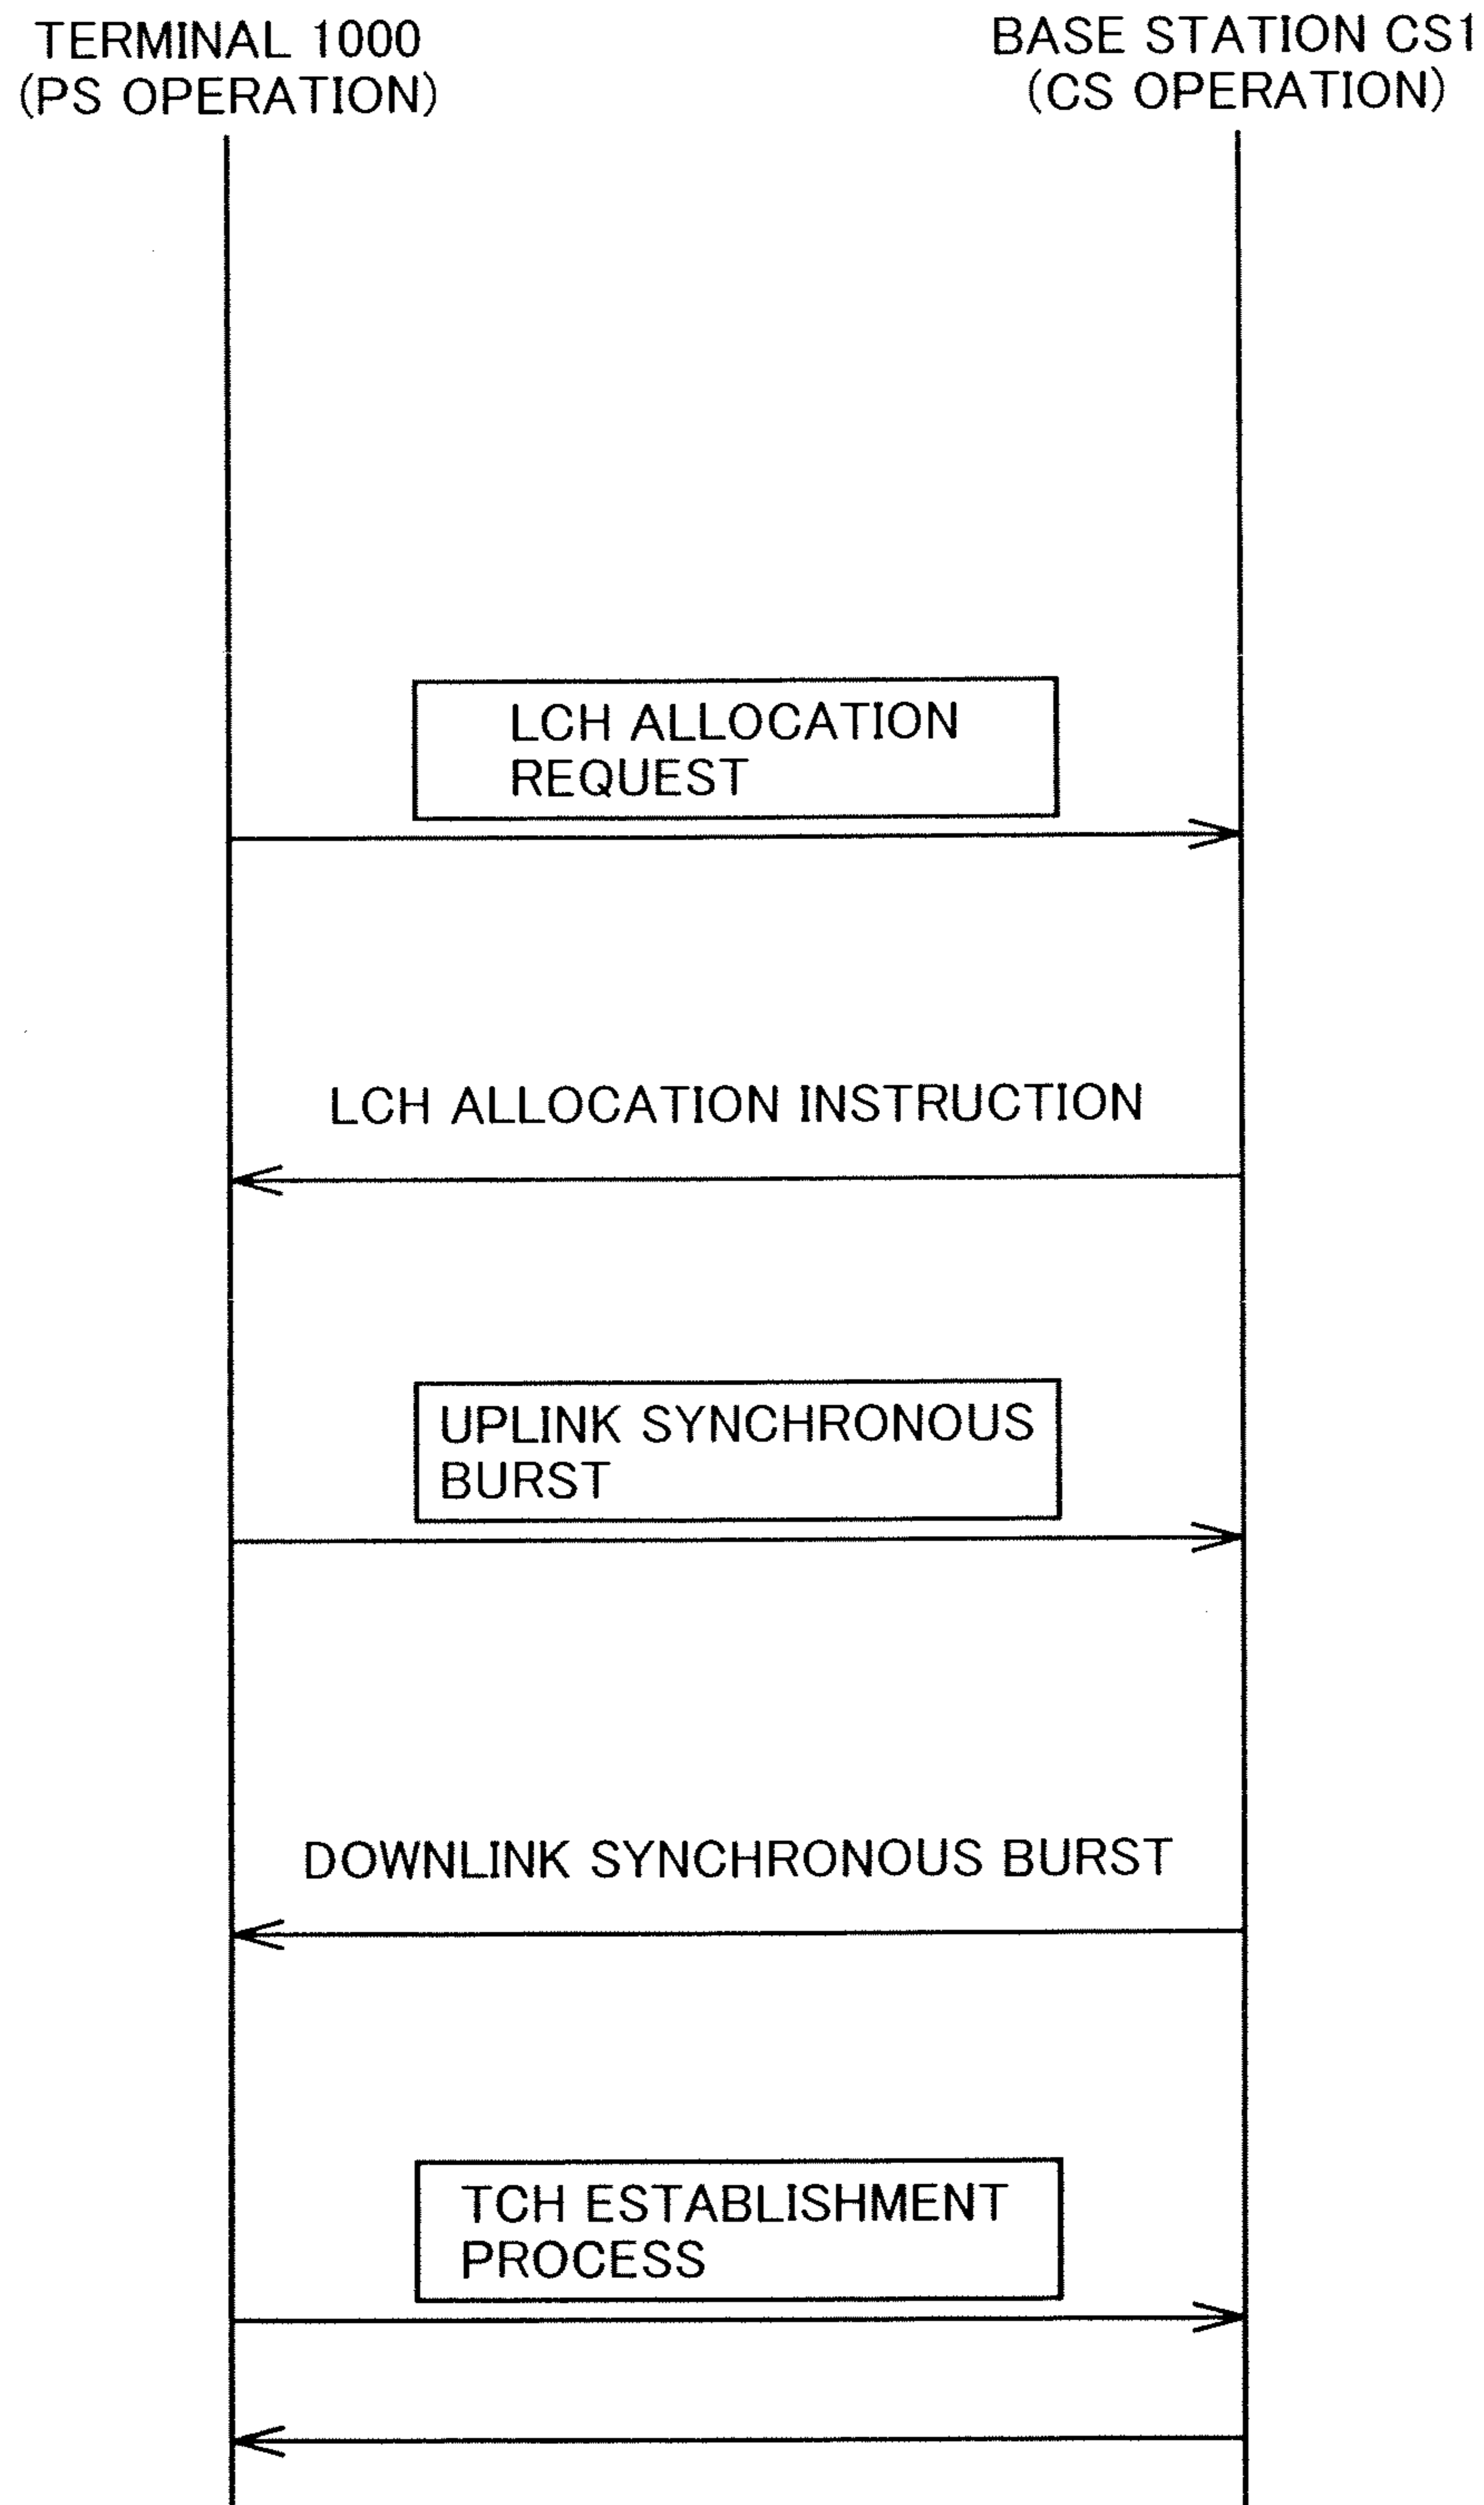 TERMINAL 1000
(PS OPERATION)
BASE STATION CS1
(CS OPERATION)
LCH ALLOCATION
REQUEST
LCH ALLOCATION INSTRUCTION
UPLINK SYNCHRONOUS
BURST
DOWNLINK SYNCHRONOUS BURST
TCH ESTABLISHMENT
PROCESS